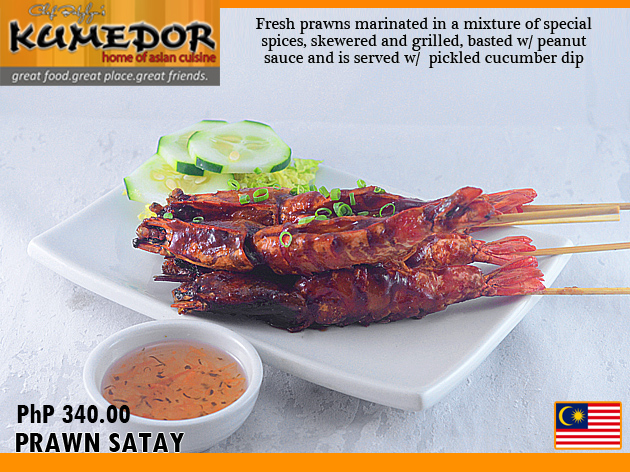 KUMEDOR
home of asian cuisine
great food.great place.great friends.
Fresh prawns marinated in a mixture of special
spices, skewered and grilled, basted w/ peanut
sauce and is served w/ pickled cucumber dip
PhP 340.00
PRAWN SATAY